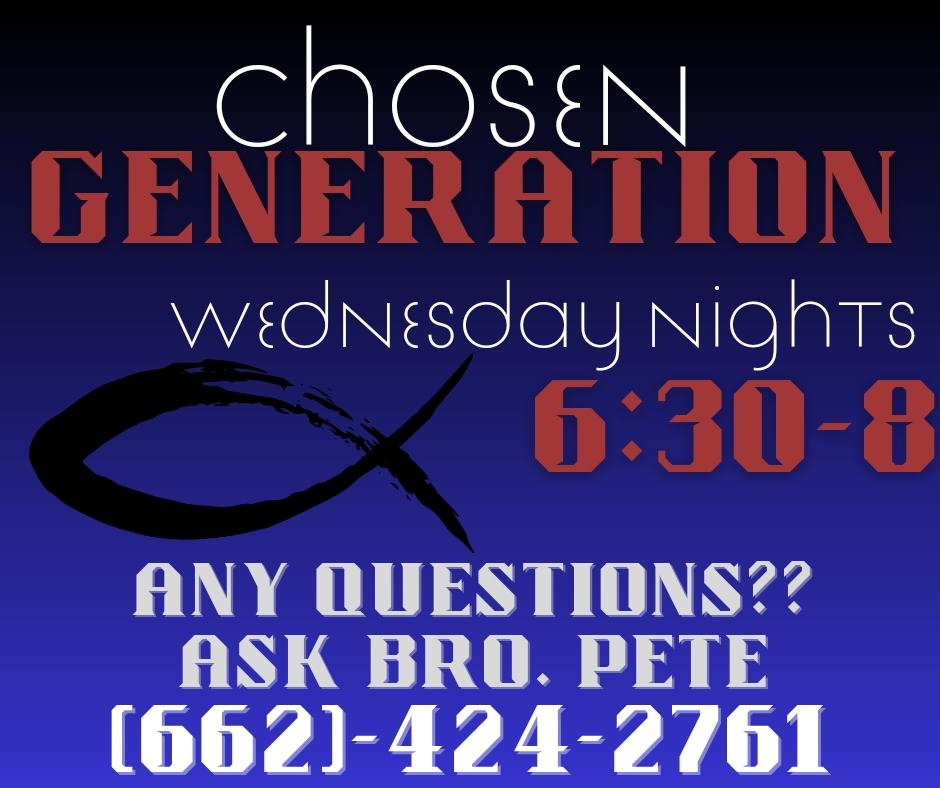 chosen
GENERATION
wednesday nights
6:30-8
ANY QUESTIONS??
ASK BRO. PETE
(662)-424-2761